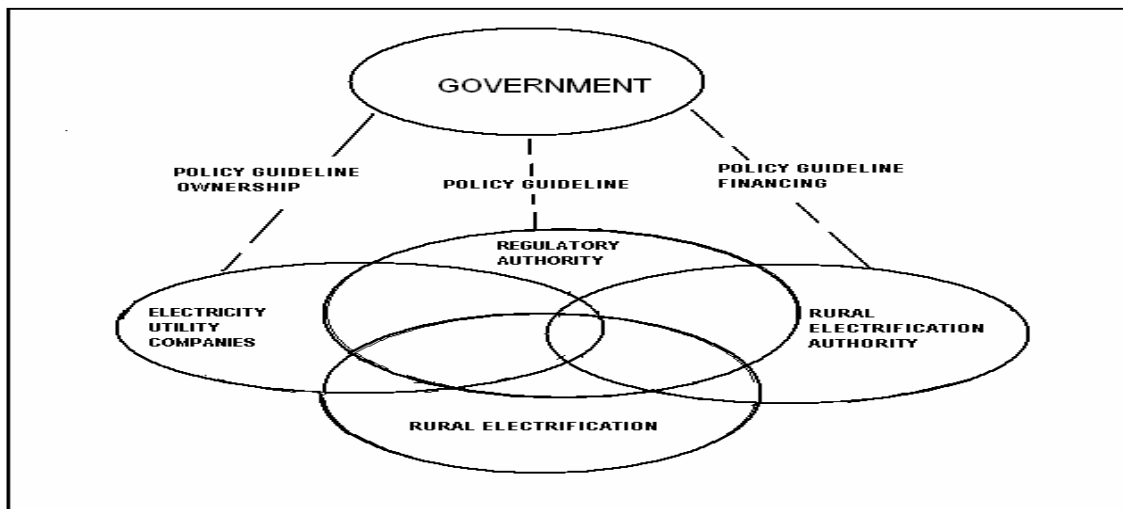 GOVERNMENT
POLICY GUIDELINE
OWNERSHIP
POLICY GUIDELINE
POLICY GUIDELINE
FINANCING
REGULATORY
AUTHORITY
ELECTRICITY
UTILITY
COMPANIES
RURAL
ELECTRIFICATION
AUTHORITY
RURAL ELECTRIFICATION